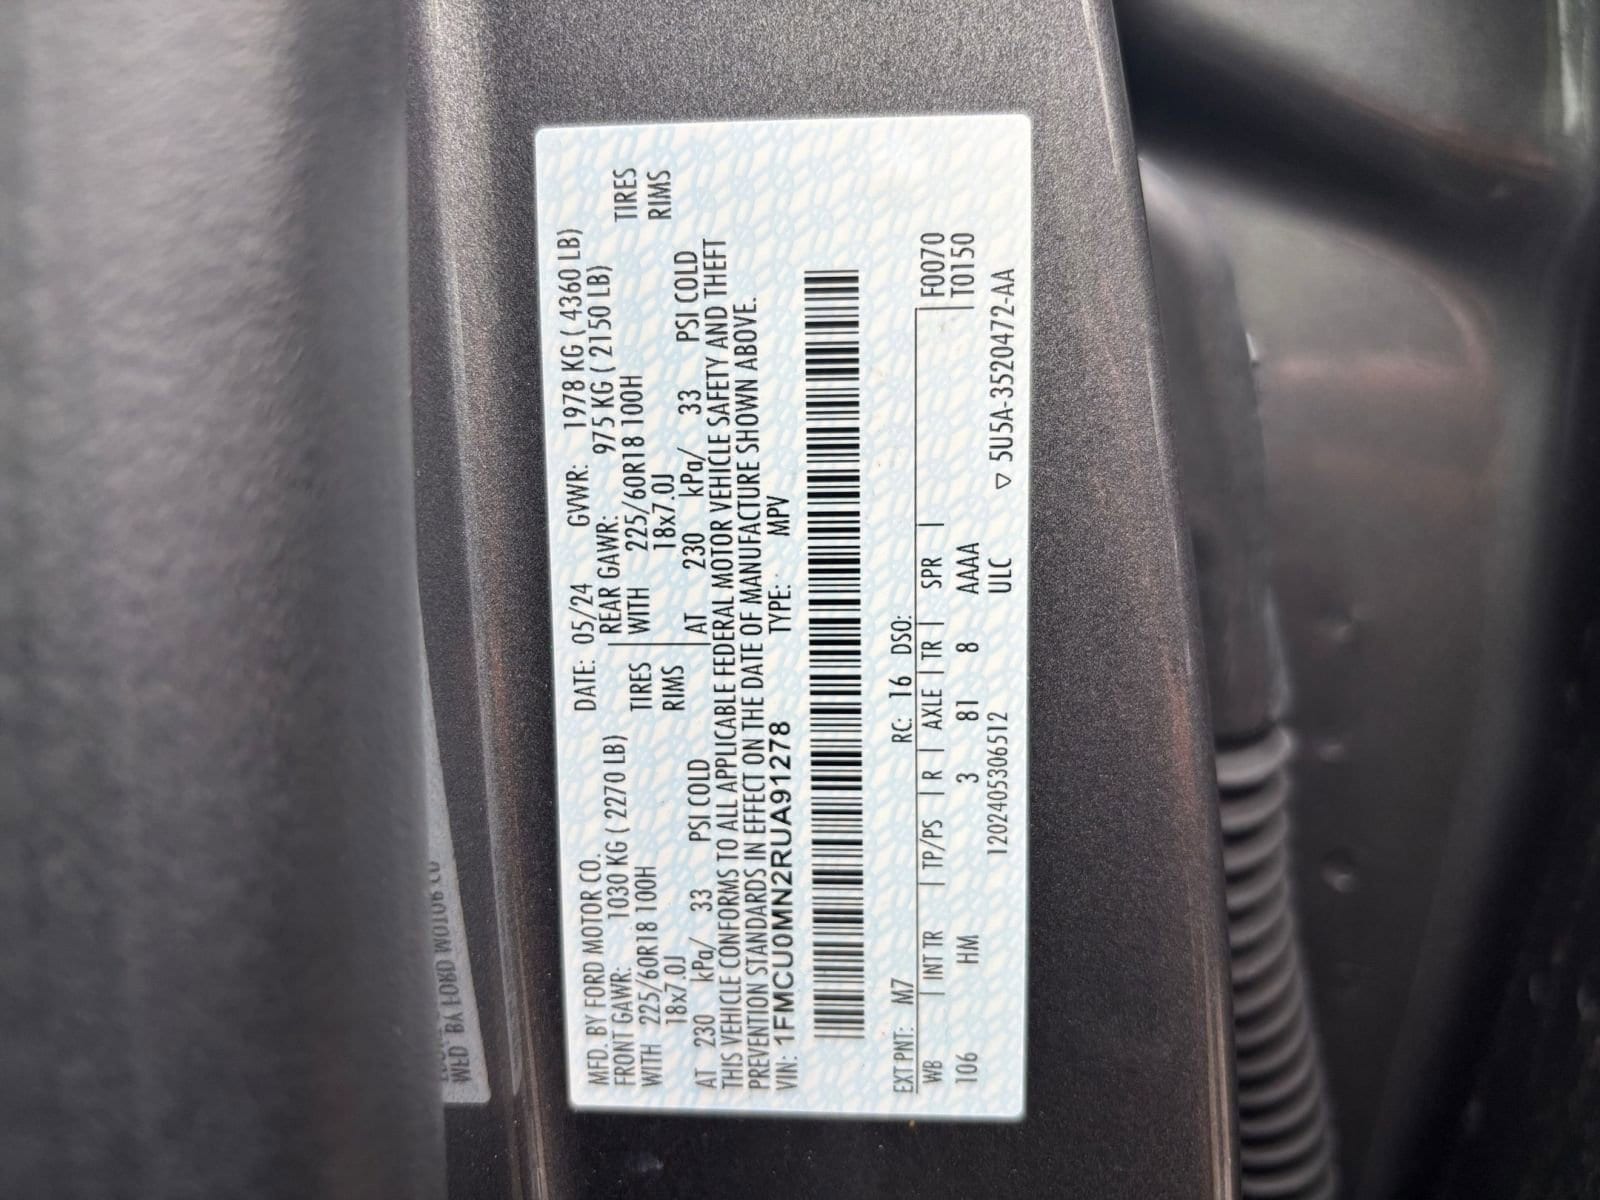 MFD. BY FORD MOTOR CO. DATE: 05/24 GVWR: 1978 KG ( 4360 LB)
FRONT GAWR: 1030 KG ( 2270 LB) REAR GAWR: 975 KG ( 2150 LB)
WITH 225/60R18 100H TIRES WITH 225/60R18 100H TIRES
18x7.0J RIMS 18x7.0J RIMS
AT 230 kPa/ 33 PSI COLD AT 230 kPa/ 33 PSI COLD
THIS VEHICLE CONFORMS TO ALL APPLICABLE FEDERAL MOTOR VEHICLE SAFETY AND THEFT
PREVENTION STANDARDS IN EFFECT ON THE DATE OF MANUFACTURE SHOWN ABOVE.
VIN: 1FMCU0MN2RUA91278 TYPE: MPV
EXT PNT: M7 RC: 16 DSO:
WB INT TR TP/PS R AXLE TR SPR F0070
106 HM 3 81 8 AAAA T0150
1202405306512 ULC ▽ 5U5A-3520472-AA